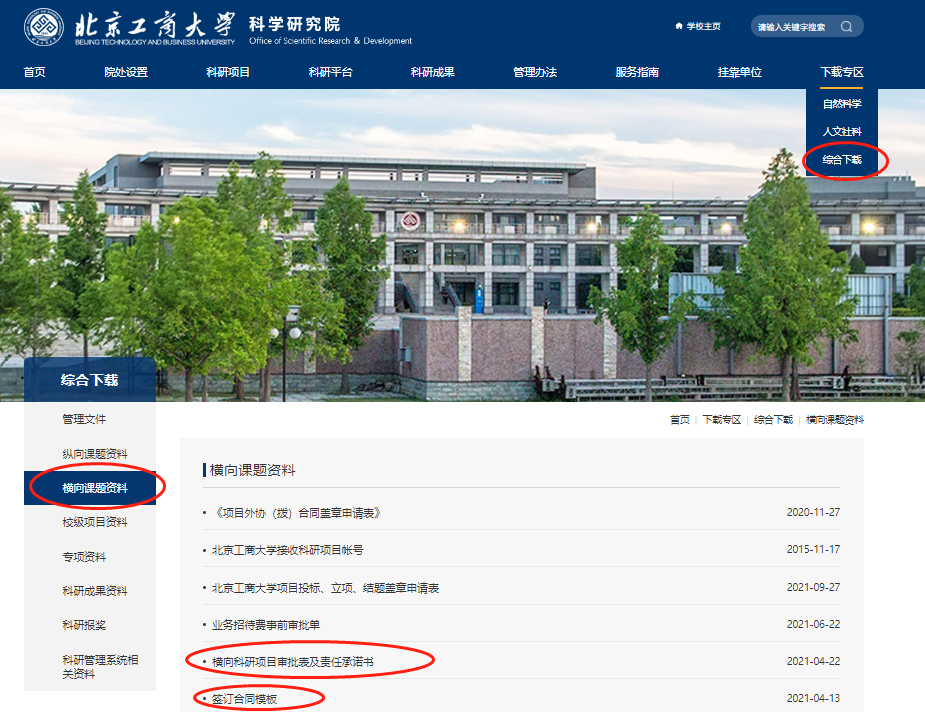 北京工商大学
BEIJING TECHNOLOGY AND BUSINESS UNIVERSITY
科学研究院
Office of Scientific Research & Development
学校主页
请输入关键字搜索
首页 院处设置 科研项目 科研平台 科研成果 管理办法 服务指南 挂靠单位 下载专区
自然科学
人文社科
综合下载
综合下载
管理文件
纵向课题资料
横向课题资料
校级项目资料
专项资料
科研成果资料
科研报奖
科研管理系统相
关资料
首页 | 下载专区 | 综合下载 | 横向课题资料
横向课题资料
• 《项目外协（拨）合同盖章申请表》 2020-11-27
• 北京工商大学接收科研项目帐号 2015-11-17
• 北京工商大学项目投标、立项、结题盖章申请表 2021-09-27
• 业务招待费事前审批单 2021-06-22
• 横向科研项目审批表及责任承诺书 2021-04-22
• 签订合同模板 2021-04-13